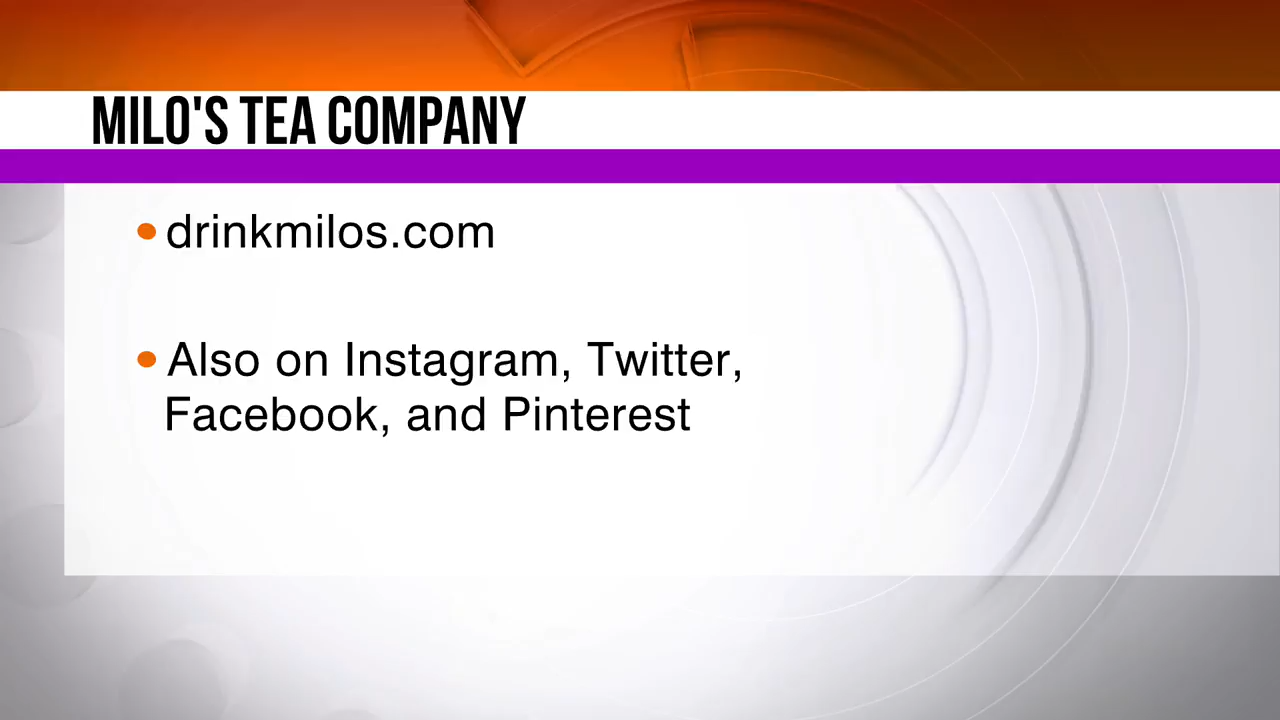 MILO'S TEA COMPANY
drinkmilos.com
Also on Instagram, Twitter,
Facebook, and Pinterest